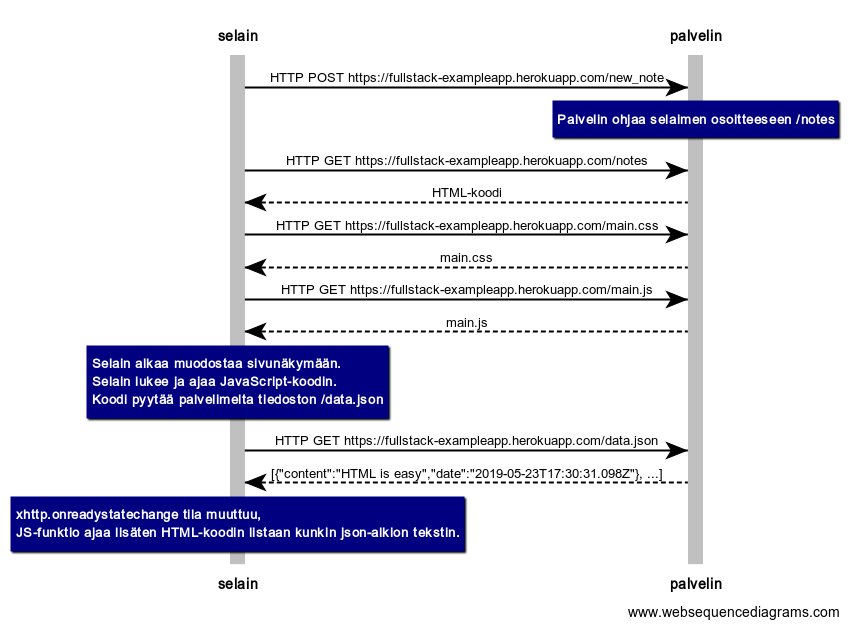 selain palvelin
HTTP POST https://fullstack-exampleapp.herokuapp.com/new_note
Palvelin ohjaa selaimen osoitteeseen /notes
HTTP GET https://fullstack-exampleapp.herokuapp.com/notes
HTML-koodi
HTTP GET https://fullstack-exampleapp.herokuapp.com/main.css
main.css
HTTP GET https://fullstack-exampleapp.herokuapp.com/main.js
main.js
Selain alkaa muodostaa sivunäkymään.
Selain lukee ja ajaa JavaScript-koodin.
Koodi pyytää palvelimelta tiedoston /data.json
HTTP GET https://fullstack-exampleapp.herokuapp.com/data.json
[{"content":"HTML is easy","date":"2019-05-23T17:30:31.098Z"}, ...]
xhttp.onreadystatechange tila muuttuu,
JS-funktio ajaa lisäten HTML-koodin listaan kunkin json-alkion tekstin.
selain palvelin
www.websequencediagrams.com